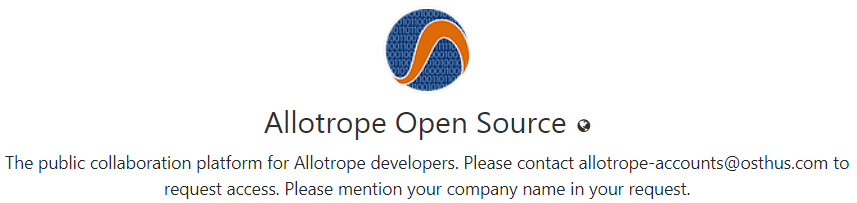 Allotrope Open Source
The public collaboration platform for Allotrope developers. Please contact allotrope-accounts@osthus.com to
request access. Please mention your company name in your request.